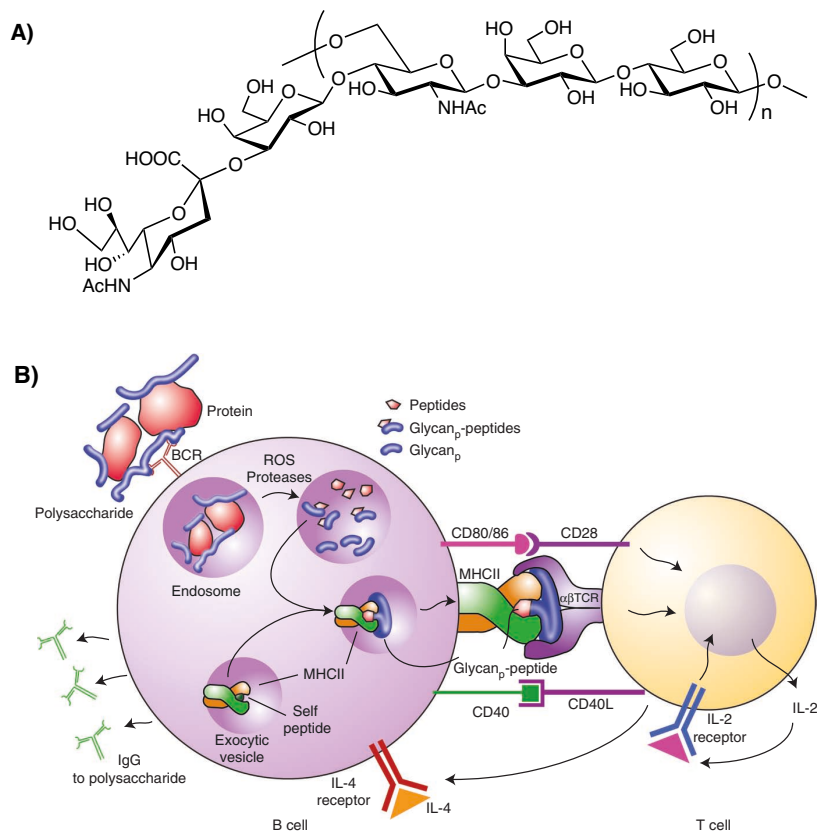 A)
O
OH
OH
HO
O
O
O
HO
O
O
OH
O
O
HO
O
OH
O
n
HO
HO
O
NHAc
OH
OH
HO
OH
HOOC
O
O
HO
HO
HO
OH
AcHN
B)
Protein
BCR
Polysaccharide
Peptides
Glycanp-peptides
Glycanp
ROS
Proteases
Endosome
CD80/86
CD28
MHCII
αβTCR
Glycanp-peptide
MHCII
Self
peptide
Exocytic
vesicle
CD40
CD40L
IL-2
IL-2
receptor
IgG
to polysaccharide
IL-4
receptor
IL-4
B cell
T cell